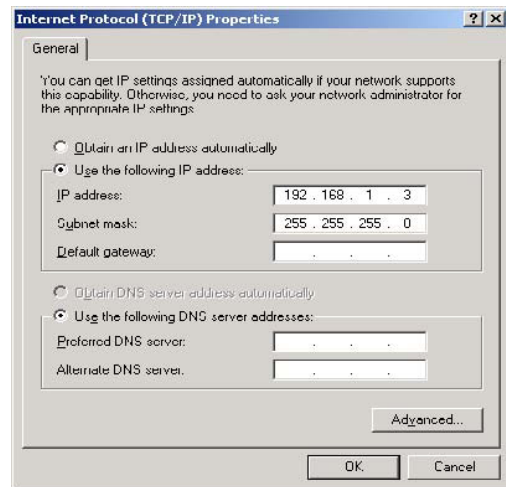 Internet Protocol (TCP/IP) Properties
General
You can get IP settings assigned automatically if your network supports
this capability. Otherwise, you need to ask your network administrator for
the appropriate IP settings.
Obtain an IP address automatically
Use the following IP address:
IP address: 192 . 168 . 1 . 3
Subnet mask: 255 . 255 . 255 . 0
Default gateway: . . .
Obtain DNS server address automatically
Use the following DNS server addresses:
Preferred DNS server: . . .
Alternate DNS server: . . .
Advanced...
OK Cancel